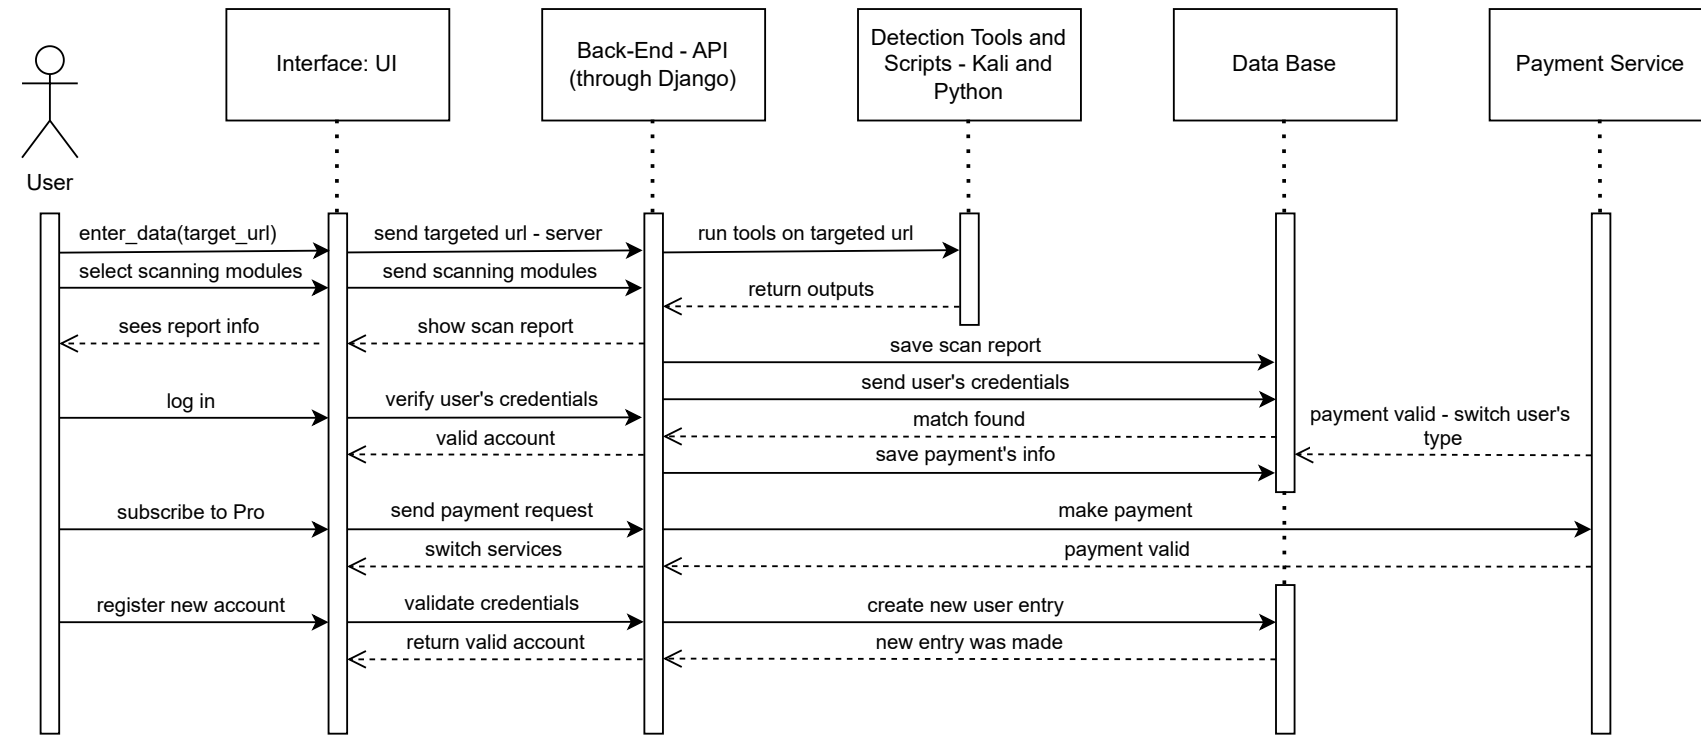 Interface: UI
Back-End - API
(through Django)
Detection Tools and
Scripts - Kali and
Python
Data Base
Payment Service
User
enter_data(target_url)
send targeted url - server
run tools on targeted url
select scanning modules
send scanning modules
return outputs
sees report info
show scan report
save scan report
send user's credentials
log in
verify user's credentials
match found
payment valid - switch user's
type
valid account
save payment's info
subscribe to Pro
send payment request
make payment
switch services
payment valid
register new account
validate credentials
create new user entry
return valid account
new entry was made